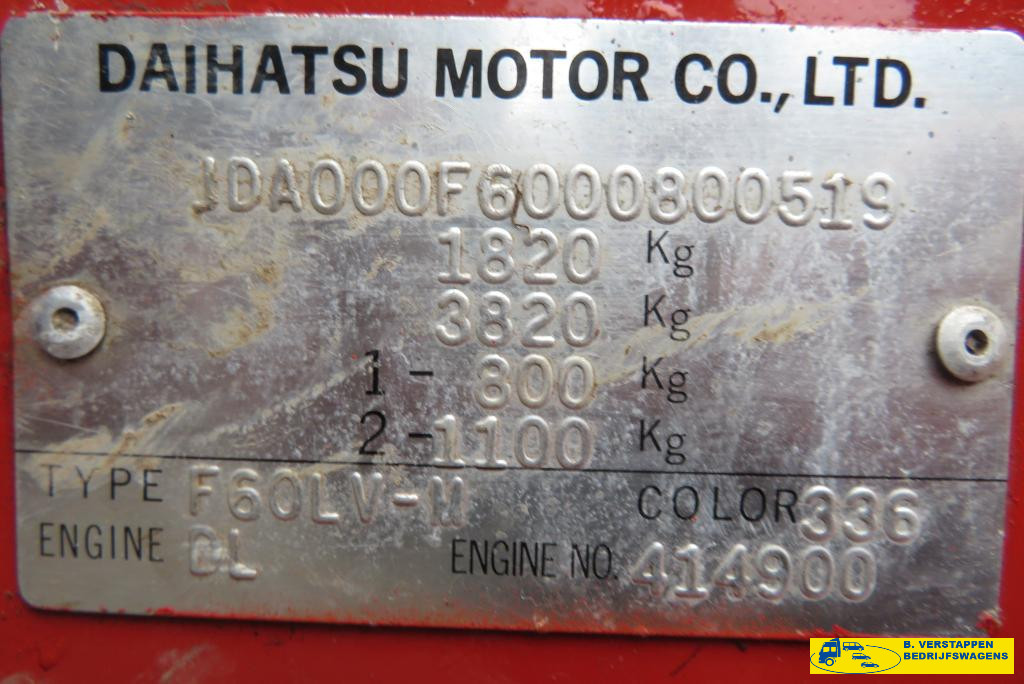 DAIHATSU MOTOR CO., LTD.
JDA000F6000800519
1820 Kg
3820 Kg
1- 800 Kg
2- 1100 Kg
TYPE F60LV-M COLOR 336
ENGINE DL ENGINE NO. 414900
B. VERSTAPPEN
BEDRIJFSWAGENS